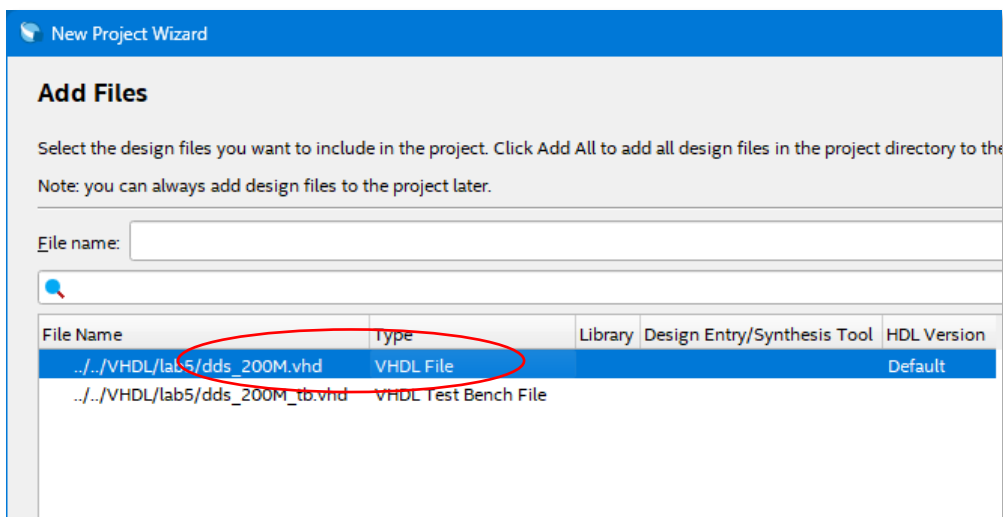 New Project Wizard
Add Files
Select the design files you want to include in the project. Click Add All to add all design files in the project directory to the
Note: you can always add design files to the project later.
File name:
File Name Type Library Design Entry/Synthesis Tool HDL Version
../../VHDL/lab5/dds_200M.vhd VHDL File Default
../../VHDL/lab5/dds_200M_tb.vhd VHDL Test Bench File